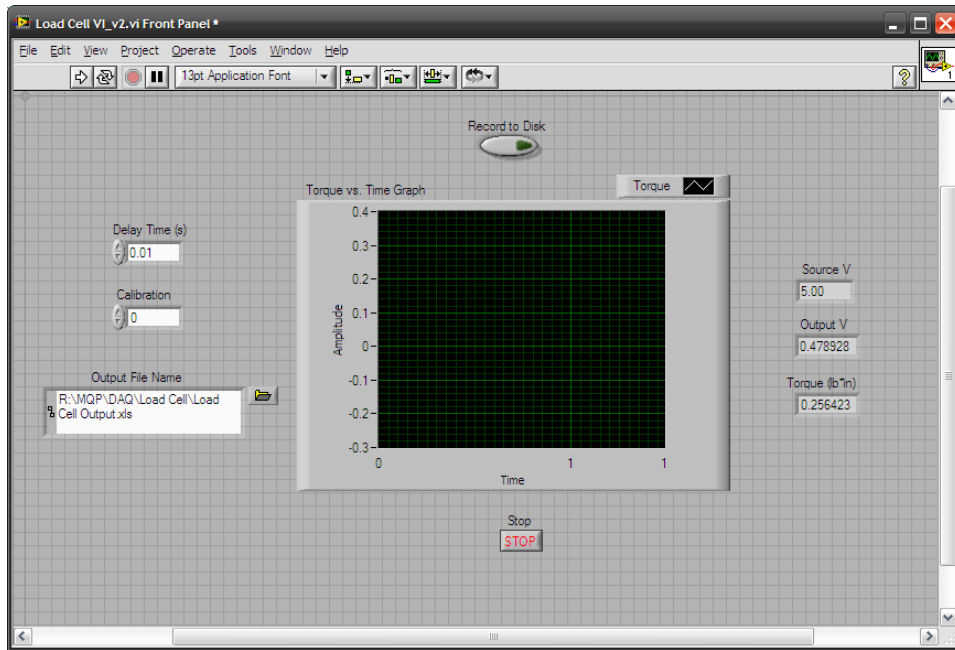 Load Cell VI_v2.vi Front Panel *
File Edit View Project Operate Tools Window Help
13pt Application Font
1
Record to Disk
Torque vs. Time Graph
Torque
Delay Time (s)
0.01
Calibration
0
Output File Name
R:\MQP\DAQ\Load Cell\Load
Cell Output.xls
Amplitude
0.4
0.3
0.2
0.1
0
-0.1
-0.2
-0.3
0 1 1
Time
Source V
5.00
Output V
0.478928
Torque (lb*in)
0.256423
Stop
STOP